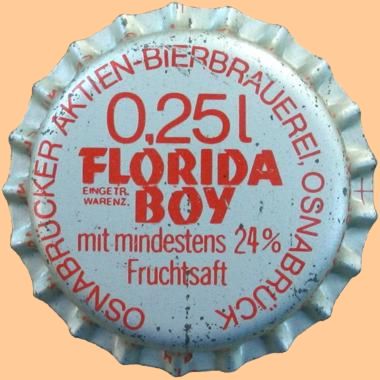 OSNABRÜCKER AKTIEN-BIERBRAUEREI, OSNABRÜCK
0,25 l
FLORIDA
EINGETR.
WARENZ.
BOY
mit mindestens 24%
Fruchtsaft